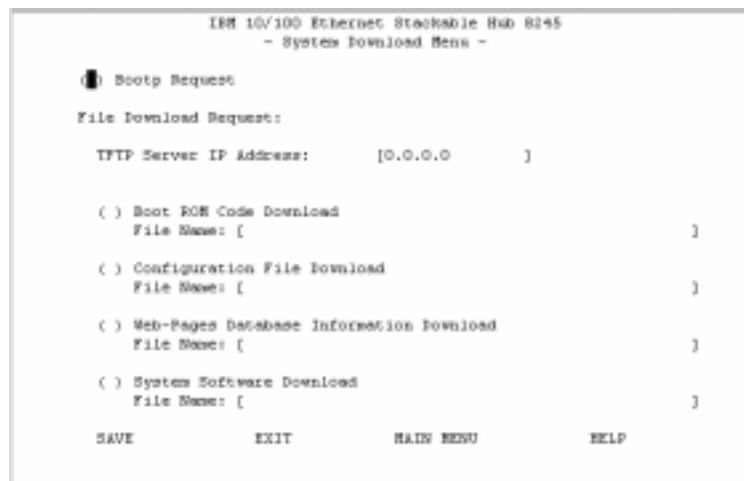 IBM 10/100 Ethernet Stackable Hub 8245
- System Download Menu -
( ) Bootp Request
File Download Request:
TFTP Server IP Address: [0.0.0.0 ]
( ) Boot ROM Code Download
File Name: [ ]
( ) Configuration File Download
File Name: [ ]
( ) Web-Pages Database Information Download
File Name: [ ]
( ) System Software Download
File Name: [ ]
SAVE EXIT MAIN MENU HELP